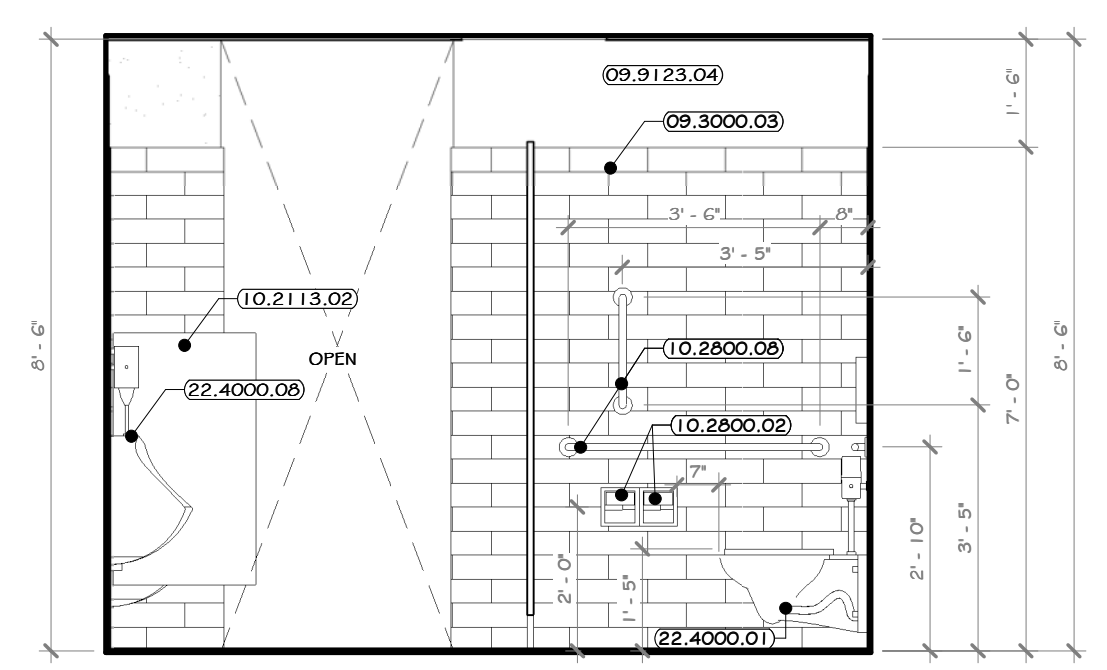 09.9123.04
1' - 6"
09.3000.03
3' - 6"
8"
3' - 5"
10.2113.02
8' - 6"
OPEN
10.2800.08
1' - 6"
8' - 6"
22.4000.08
7' - 0"
10.2800.02
7"
2' - 10"
3' - 5"
2' - 0"
1' - 5"
22.4000.01